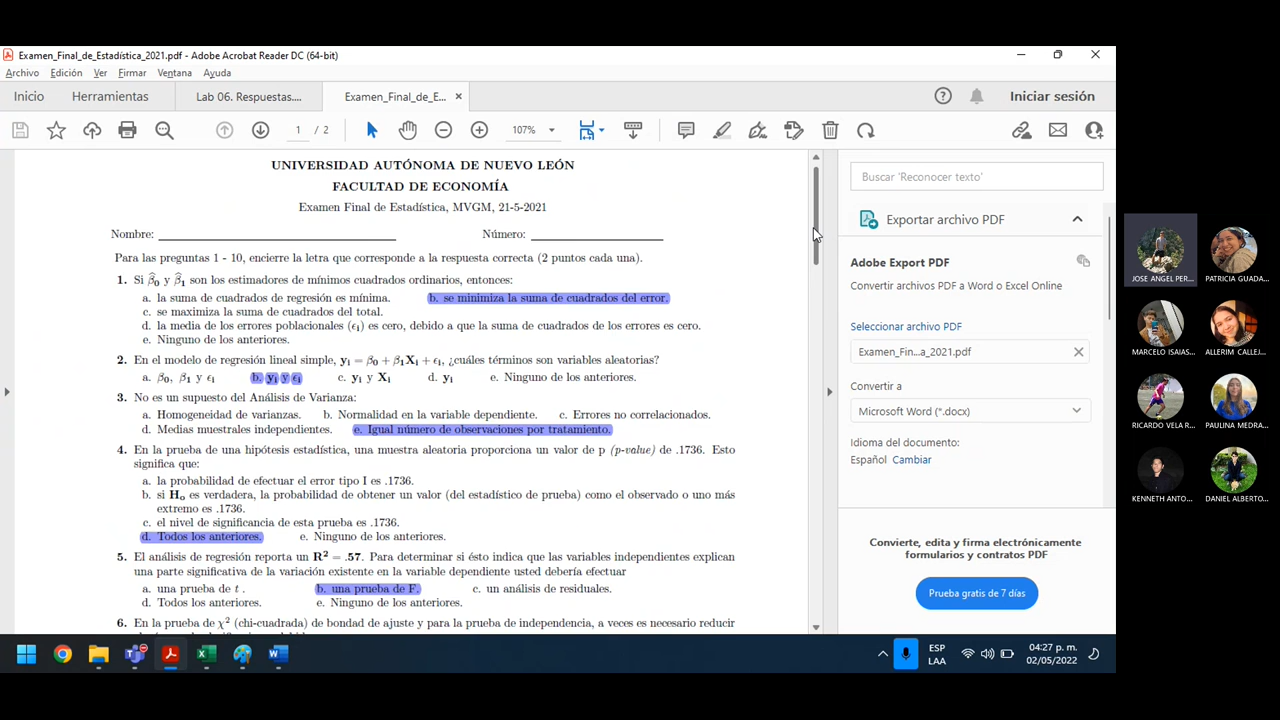 Examen_Final_de_Estadística_2021.pdf - Adobe Acrobat Reader DC (64-bit)
Archivo Edición Ver Firmar Ventana Ayuda
Inicio Herramientas Lab 06. Respuestas.... Examen_Final_de_E... Iniciar sesión
1 / 2 107%
UNIVERSIDAD AUTÓNOMA DE NUEVO LEÓN
FACULTAD DE ECONOMÍA
Examen Final de Estadística, MVGM, 21-5-2021
Nombre: Número:
Para las preguntas 1 - 10, encierre la letra que corresponde a la respuesta correcta (2 puntos cada una).
1. Si β̂₀ y β̂₁ son los estimadores de mínimos cuadrados ordinarios, entonces:
a. la suma de cuadrados de regresión es mínima. b. se minimiza la suma de cuadrados del error.
c. se maximiza la suma de cuadrados del total.
d. la media de los errores poblacionales (ϵᵢ) es cero, debido a que la suma de cuadrados de los errores es cero.
e. Ninguno de los anteriores.
2. En el modelo de regresión lineal simple, yᵢ = β₀ + β₁Xᵢ + ϵᵢ, ¿cuáles términos son variables aleatorias?
a. β₀, β₁ y ϵᵢ b. yᵢ y ϵᵢ c. yᵢ y Xᵢ d. yᵢ e. Ninguno de los anteriores.
3. No es un supuesto del Análisis de Varianza:
a. Homogeneidad de varianzas. b. Normalidad en la variable dependiente. c. Errores no correlacionados.
d. Medias muestrales independientes. e. Igual número de observaciones por tratamiento.
4. En la prueba de una hipótesis estadística, una muestra aleatoria proporciona un valor de p (p-value) de .1736. Esto
significa que:
a. la probabilidad de efectuar el error tipo I es .1736.
b. si Hₒ es verdadera, la probabilidad de obtener un valor (del estadístico de prueba) como el observado o uno más
extremo es .1736.
c. el nivel de significancia de esta prueba es .1736.
d. Todos los anteriores. e. Ninguno de los anteriores.
5. El análisis de regresión reporta un R² = .57. Para determinar si ésto indica que las variables independientes explican
una parte significativa de la variación existente en la variable dependiente usted debería efectuar
a. una prueba de t . b. una prueba de F. c. un análisis de residuales.
d. Todos los anteriores. e. Ninguno de los anteriores.
6. En la prueba de χ² (chi-cuadrada) de bondad de ajuste y para la prueba de independencia, a veces es necesario reducir
Buscar 'Reconocer texto'
Exportar archivo PDF
Adobe Export PDF
Convertir archivos PDF a Word o Excel Online
Seleccionar archivo PDF
Examen_Fin...a_2021.pdf
Convertir a
Microsoft Word (*.docx)
Idioma del documento:
Español Cambiar
Convierte, edita y firma electrónicamente
formularios y contratos PDF
Prueba gratis de 7 días
JOSE ANGEL PER... PATRICIA GUADA...
MARCELO ISAIAS... ALLERIM CALLEJ...
RICARDO VELA R... PAULINA MEDRA...
KENNETH ANTO... DANIEL ALBERTO...
ESP
LAA
04:27 p. m.
02/05/2022